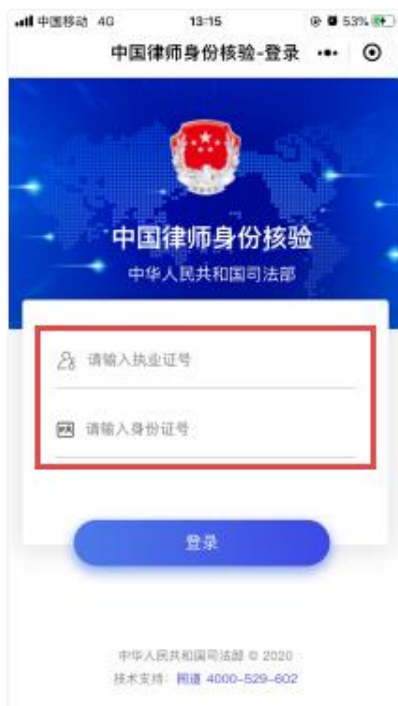 中国移动 4G 13:15 53%
中国律师身份核验-登录
中国律师身份核验
中华人民共和国司法部
请输入执业证号
请输入身份证号
登录
中华人民共和国司法部 © 2020
技术支持: 同道 4000-529-602